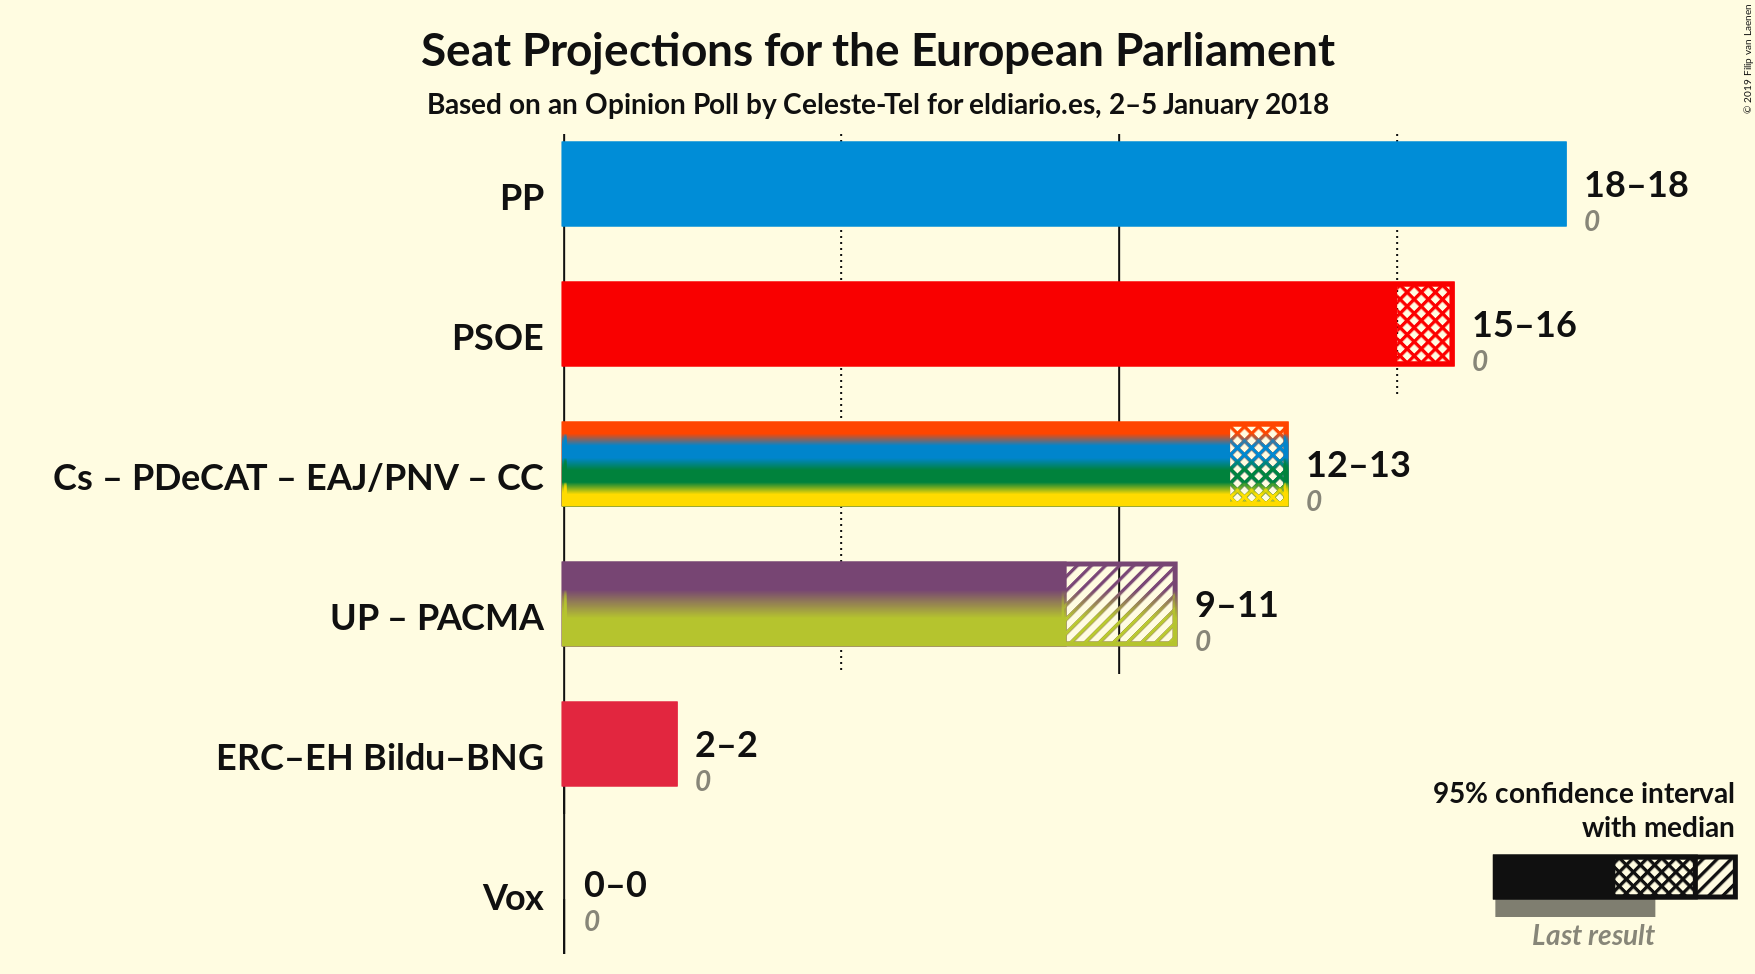 Seat Projections for the European Parliament
Based on an Opinion Poll by Celeste-Tel for eldiario.es, 2–5 January 2018
© 2019 Filip van Laenen
PP
18–18
0
PSOE
15–16
0
Cs – PDeCAT – EAJ/PNV – CC
12–13
0
UP – PACMA
9–11
0
ERC–EH Bildu–BNG
2–2
0
Vox
0–0
0
95% confidence interval
with median
Last result